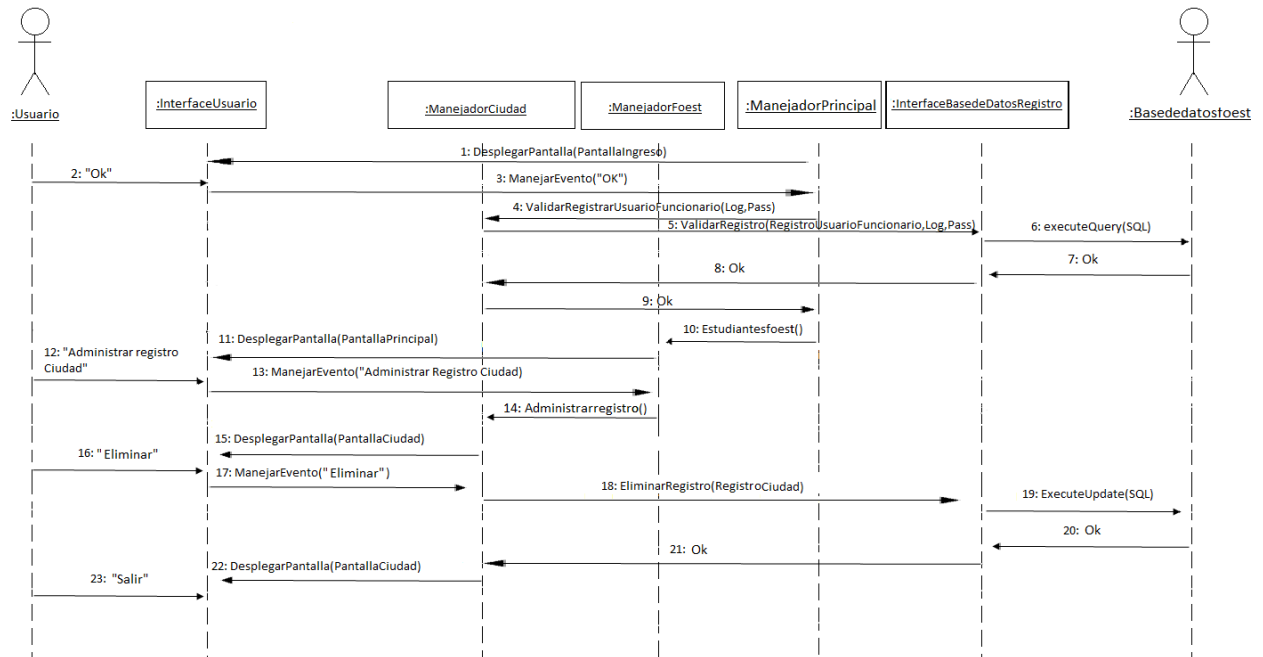 :Usuario
:InterfaceUsuario
:ManejadorCiudad
:ManejadorFoest
:ManejadorPrincipal
:InterfaceBasedeDatosRegistro
:Basededatosfoest
1: DesplegarPantalla(PantallaIngreso)
2: "Ok"
3: ManejarEvento("OK")
4: ValidarRegistrarUsuarioFuncionario(Log,Pass)
5: ValidarRegistro(RegistroUsuarioFuncionario,Log,Pass)
6: executeQuery(SQL)
7: Ok
8: Ok
9: Ok
10: Estudiantesfoest()
11: DesplegarPantalla(PantallaPrincipal)
12: "Administrar registro
Ciudad"
13: ManejarEvento("Administrar Registro Ciudad)
14: Administrarregistro()
15: DesplegarPantalla(PantallaCiudad)
16: "Eliminar"
17: ManejarEvento("Eliminar")
18: EliminarRegistro(RegistroCiudad)
19: ExecuteUpdate(SQL)
20: Ok
21: Ok
22: DesplegarPantalla(PantallaCiudad)
23: "Salir"